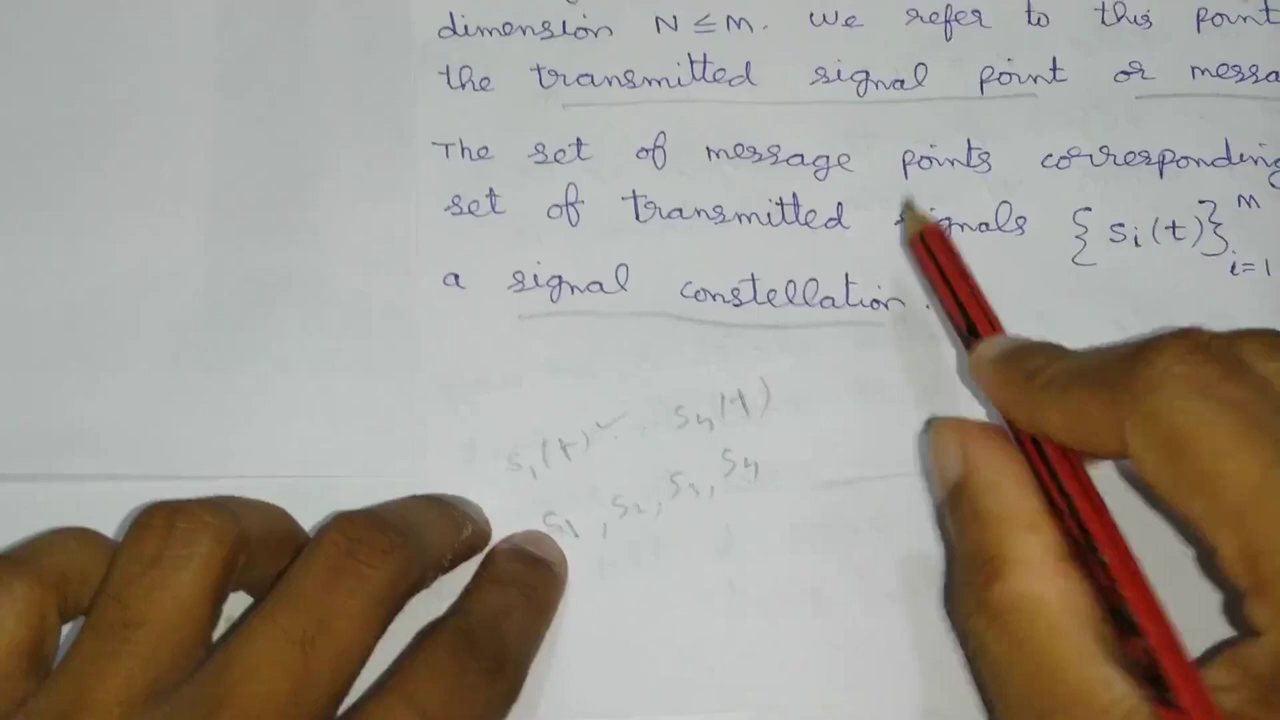 dimension N ≤ M. We refer to this point
the transmitted signal point or messa
The set of message points corresponding
set of transmitted signals { si(t) } M i=1
a signal constellation.
s1(t) s4(t)
s1, s2, s3, s4